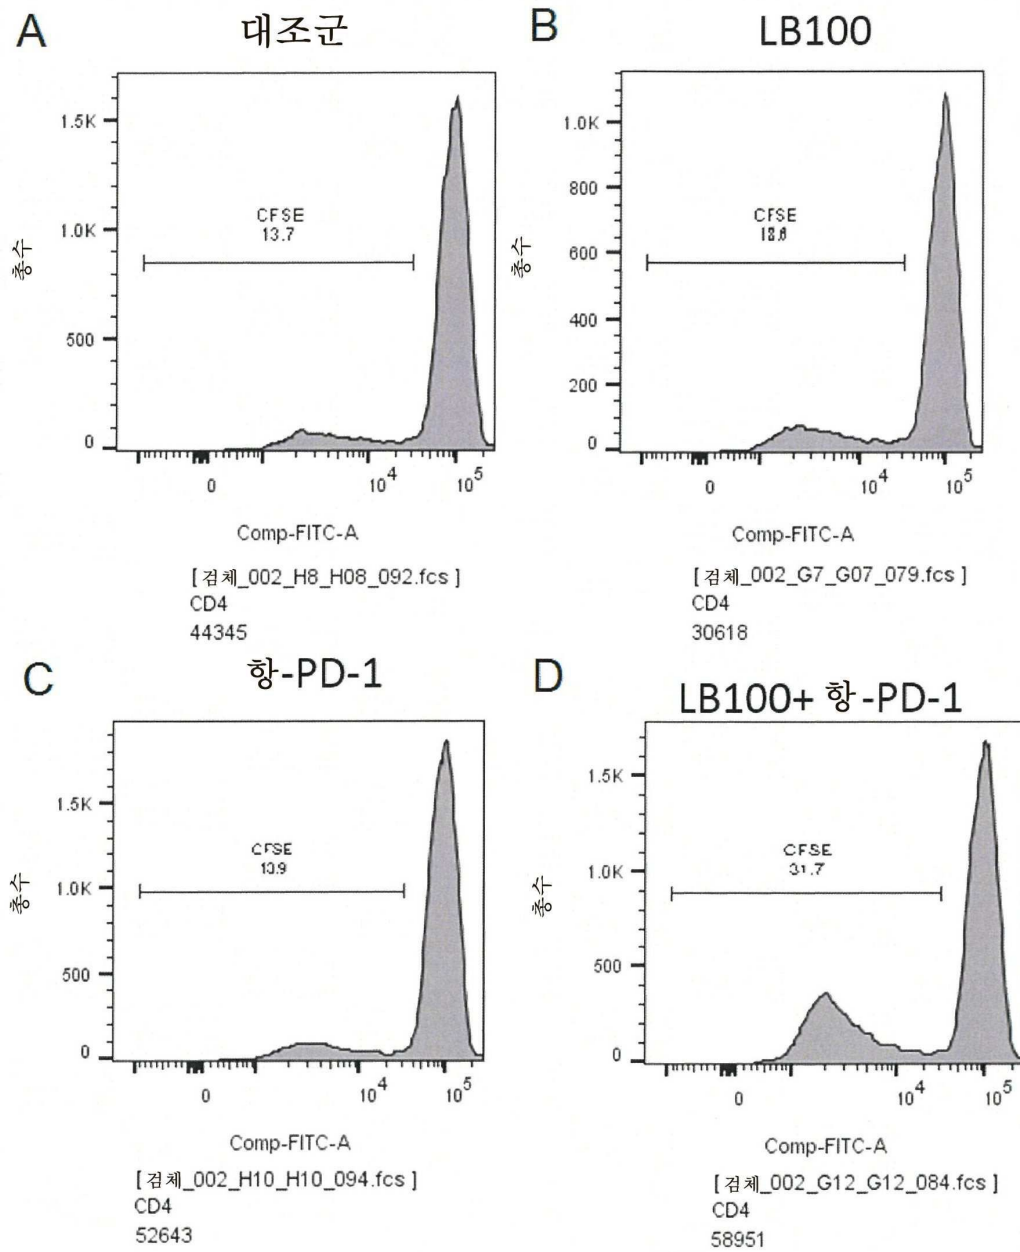 A
대조군
1.5K
1.0K
500
0
총수
CFSE
13.7
0
10^4
10^5
Comp-FITC-A
[ 검체_002_H8_H08_092.fcs ]
CD4
44345
B
LB100
1.0K
800
600
400
200
0
총수
CFSE
0
10^4
10^5
Comp-FITC-A
[ 검체_002_G7_G07_079.fcs ]
CD4
30618
C
항-PD-1
1.5K
1.0K
500
0
총수
CFSE
13.9
0
10^4
10^5
Comp-FITC-A
[ 검체_002_H10_H10_094.fcs ]
CD4
52643
D
LB100+ 항-PD-1
1.5K
1.0K
500
0
총수
CFSE
31.7
0
10^4
10^5
Comp-FITC-A
[ 검체_002_G12_G12_084.fcs ]
CD4
58951